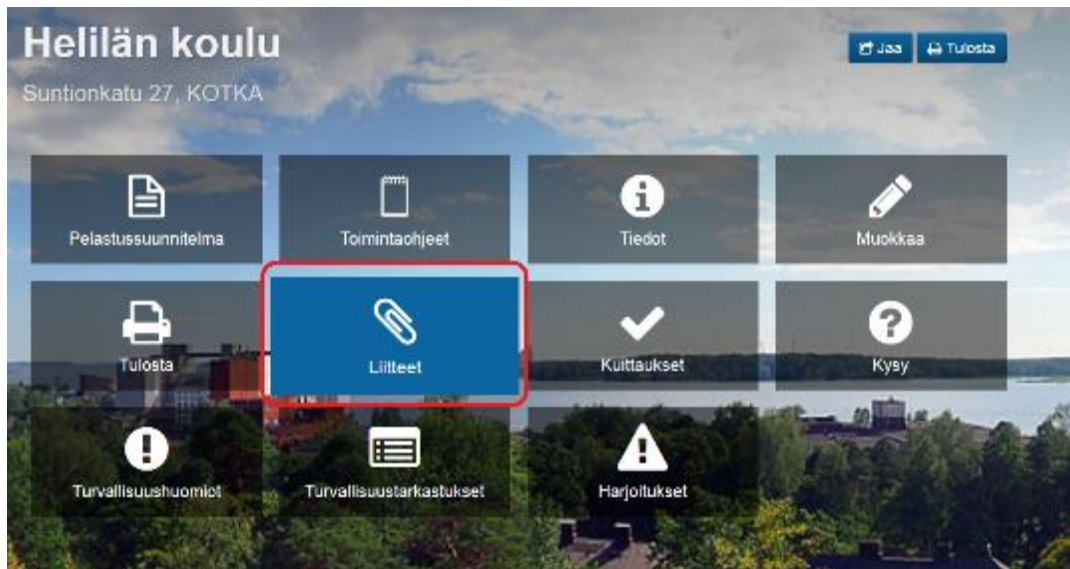 Helilän koulu
Jaa
Tulosta
Suntionkatu 27, KOTKA
Pelastussuunnitelma
Toimintaohjeet
Tiedot
Muokkaa
Tulosta
Liitteet
Kuittaukset
Kysy
Turvallisuushuomiot
Turvallisuustarkastukset
Harjoitukset